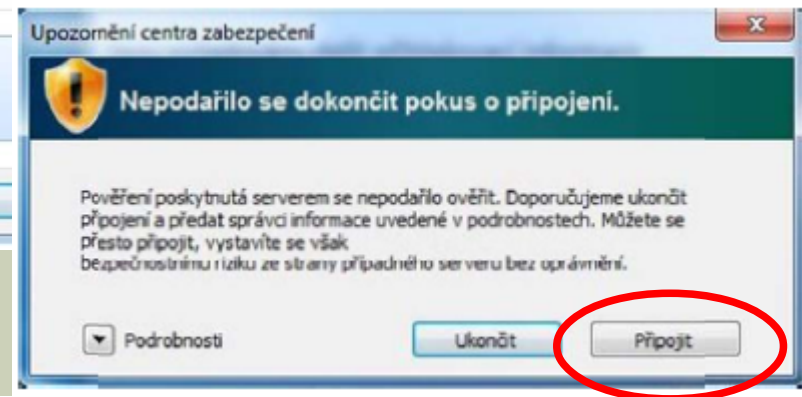 Upozornění centra zabezpečení
Nepodařilo se dokončit pokus o připojení.
Pověření poskytnutá serverem se nepodařilo ověřit. Doporučujeme ukončit
připojení a předat správci informace uvedené v podrobnostech. Můžete se
přesto připojit, vystavíte se však
bezpečnostnímu riziku ze strany případného serveru bez oprávnění.
Podrobnosti
Ukončit
Připojit